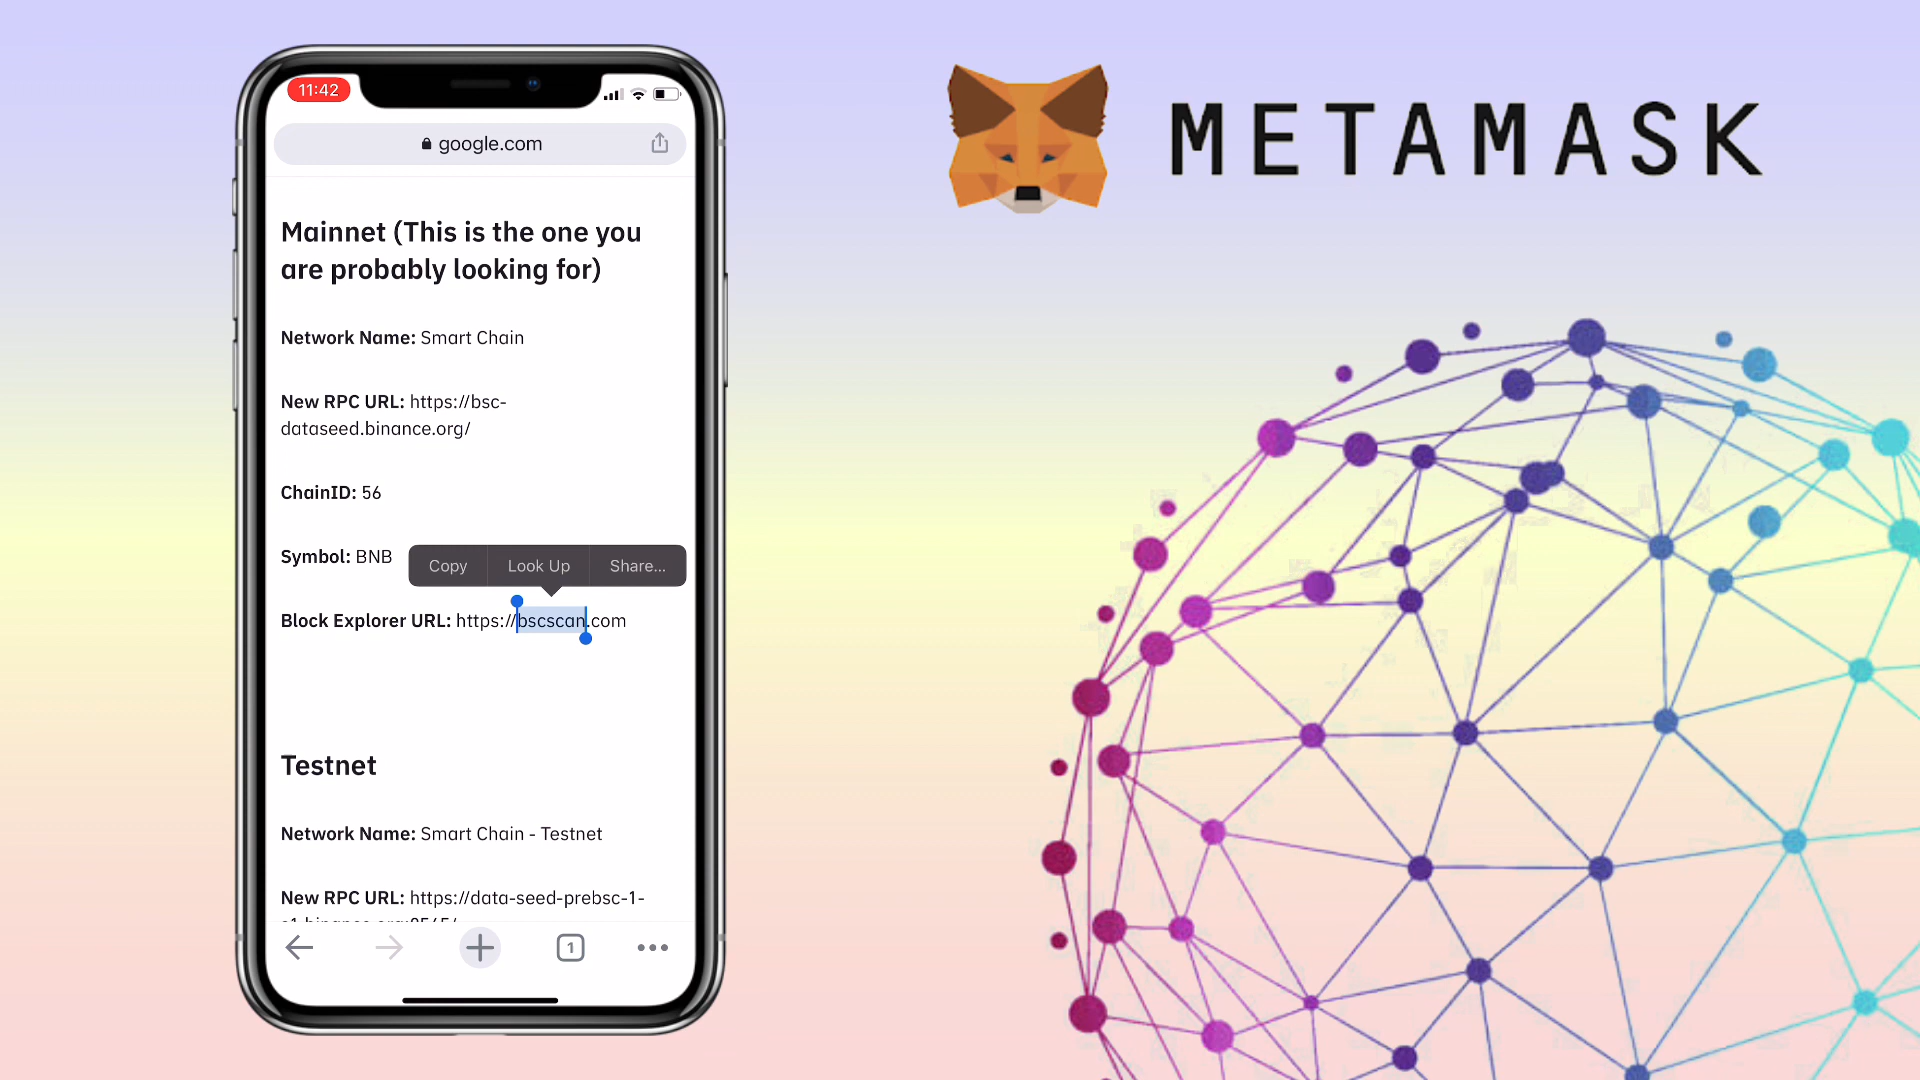 11:42
google.com
Mainnet (This is the one you
are probably looking for)
Network Name: Smart Chain
New RPC URL: https://bsc-
dataseed.binance.org/
ChainID: 56
Symbol: BNB
Copy
Look Up
Share...
Block Explorer URL: https://bscscan.com
Testnet
Network Name: Smart Chain - Testnet
New RPC URL: https://data-seed-prebsc-1-
1
METAMASK